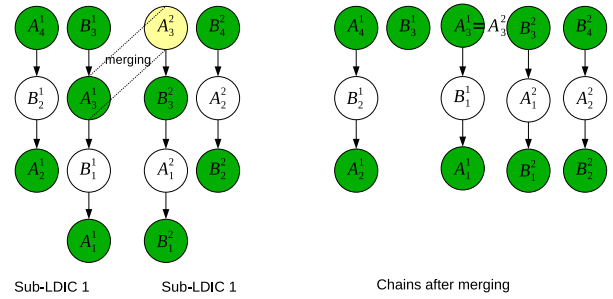 A_4^1 B_3^1 A_3^2 B_4^2 A_4^1 B_3^1 A_3^1 = A_3^2 B_3^2 B_4^2
merging
B_2^1 A_3^1 B_3^2 A_2^2 B_2^1 B_1^1 A_1^2 A_2^2
A_2^1 B_1^1 A_1^2 B_2^2 A_2^1 A_1^1 B_1^2 B_2^2
A_1^1 B_1^2
Sub-LDIC 1 Sub-LDIC 1 Chains after merging